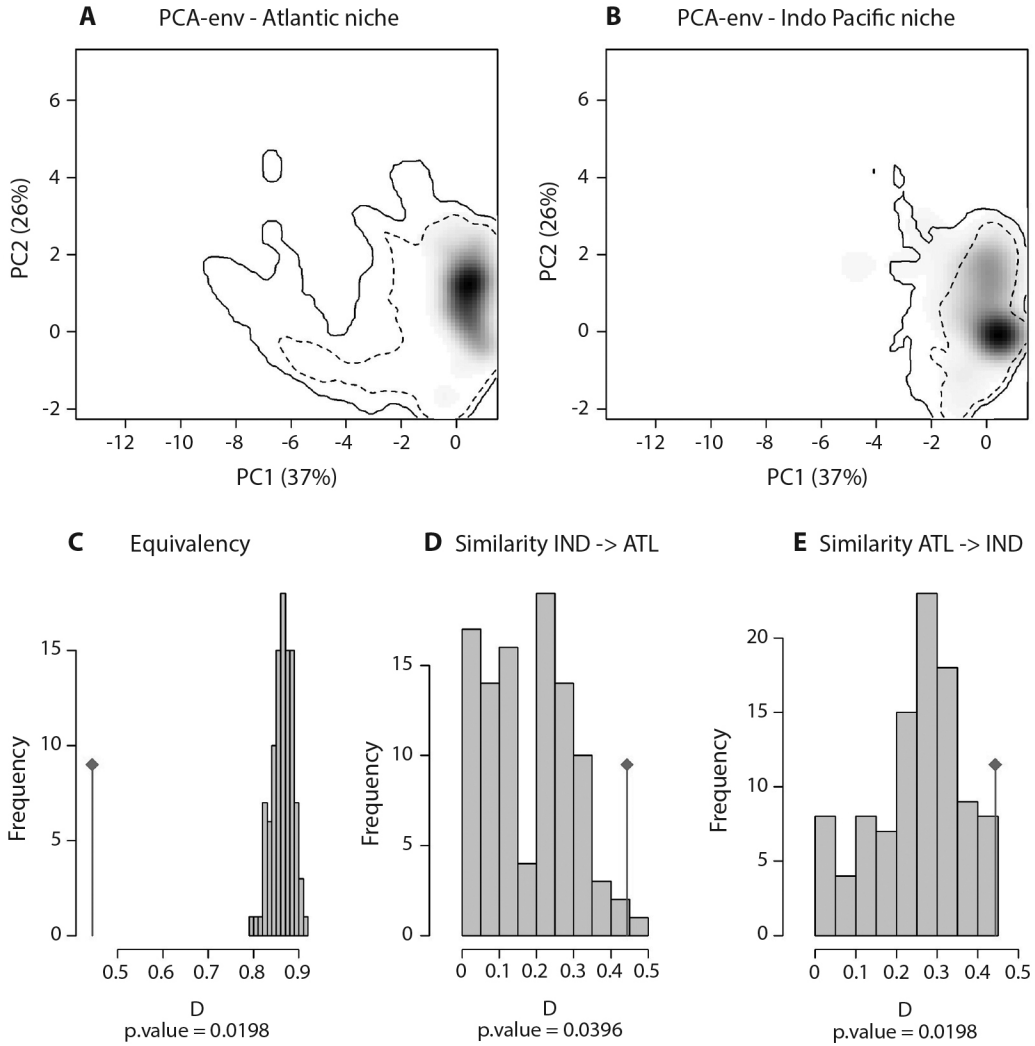 A PCA-env - Atlantic niche
B PCA-env - Indo Pacific niche
PC2 (26%)
6
4
2
0
-2
-12 -10 -8 -6 -4 -2 0
PC1 (37%)
PC2 (26%)
6
4
2
0
-2
-12 -10 -8 -6 -4 -2 0
PC1 (37%)
C Equivalency
Frequency
15
10
5
0
0.5 0.6 0.7 0.8 0.9
D
p.value = 0.0198
D Similarity IND -> ATL
Frequency
15
10
5
0
0 0.1 0.2 0.3 0.4 0.5
D
p.value = 0.0396
E Similarity ATL -> IND
Frequency
20
15
10
5
0
0 0.1 0.2 0.3 0.4 0.5
D
p.value = 0.0198